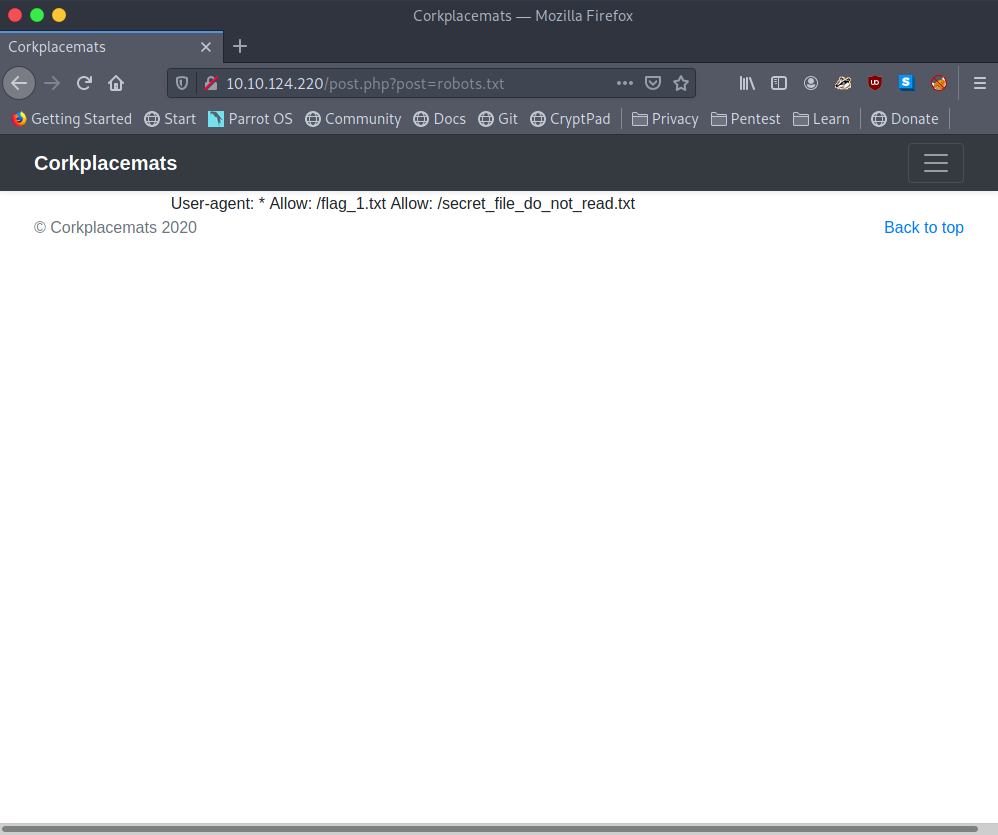 Corkplacemats — Mozilla Firefox
Corkplacemats
10.10.124.220/post.php?post=robots.txt
Getting Started Start Parrot OS Community Docs Git CryptPad Privacy Pentest Learn Donate
Corkplacemats
User-agent: * Allow: /flag_1.txt Allow: /secret_file_do_not_read.txt
© Corkplacemats 2020 Back to top